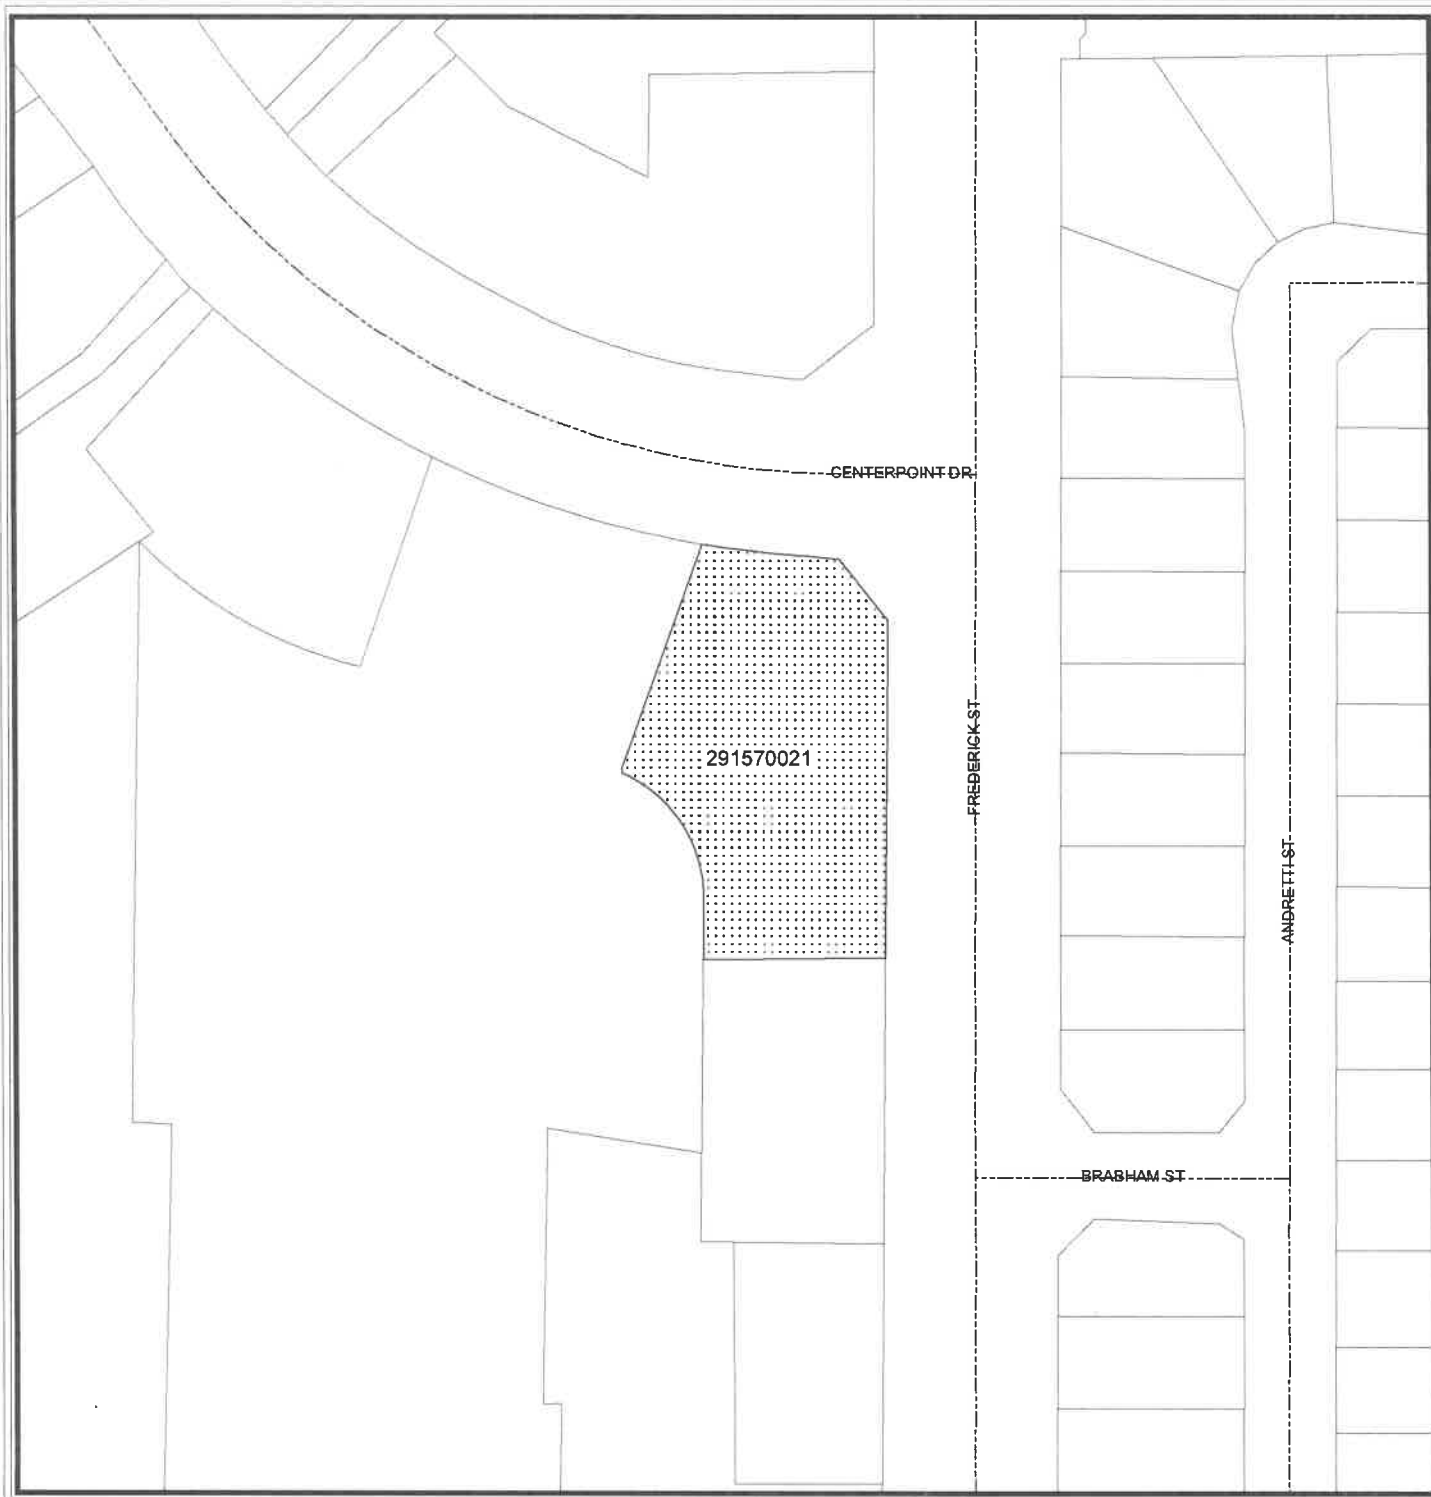 CENTERPOINT DR
FREDERICK ST
291570021
ANDRETTI ST
BRABHAM ST